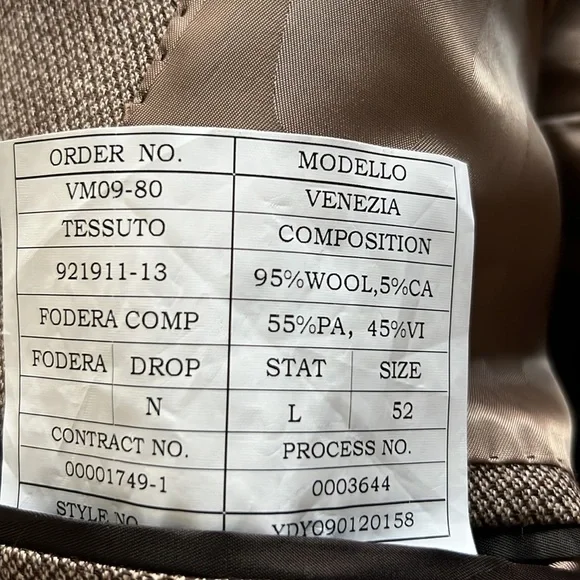 ORDER NO. MODELLO
VM09-80 VENEZIA
TESSUTO COMPOSITION
921911-13 95%WOOL,5%CA
FODERA COMP 55%PA, 45%VI
FODERA DROP STAT SIZE
N L 52
CONTRACT NO. PROCESS NO.
00001749-1 0003644
STYLE NO YDY090120158